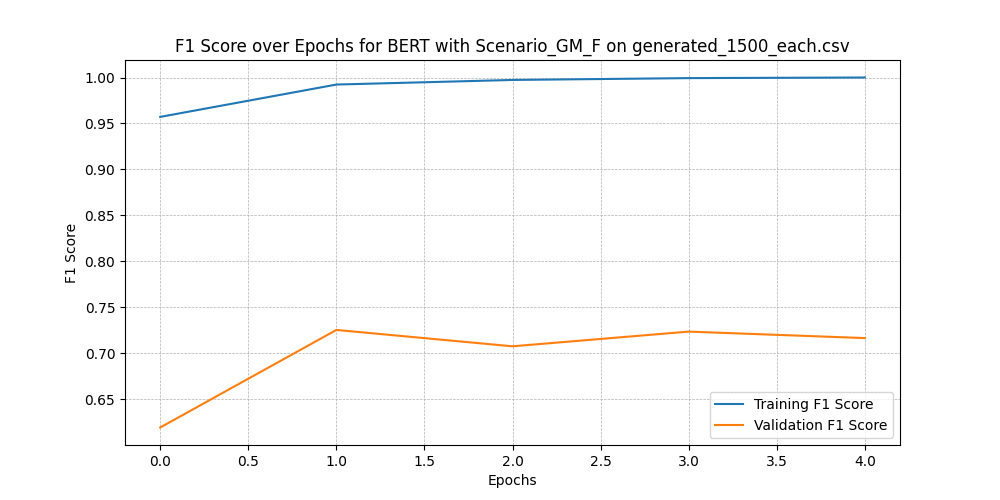 F1 Score over Epochs for BERT with Scenario_GM_F on generated_1500_each.csv
F1 Score
1.00
0.95
0.90
0.85
0.80
0.75
0.70
0.65
0.0 0.5 1.0 1.5 2.0 2.5 3.0 3.5 4.0
Epochs
Training F1 Score
Validation F1 Score